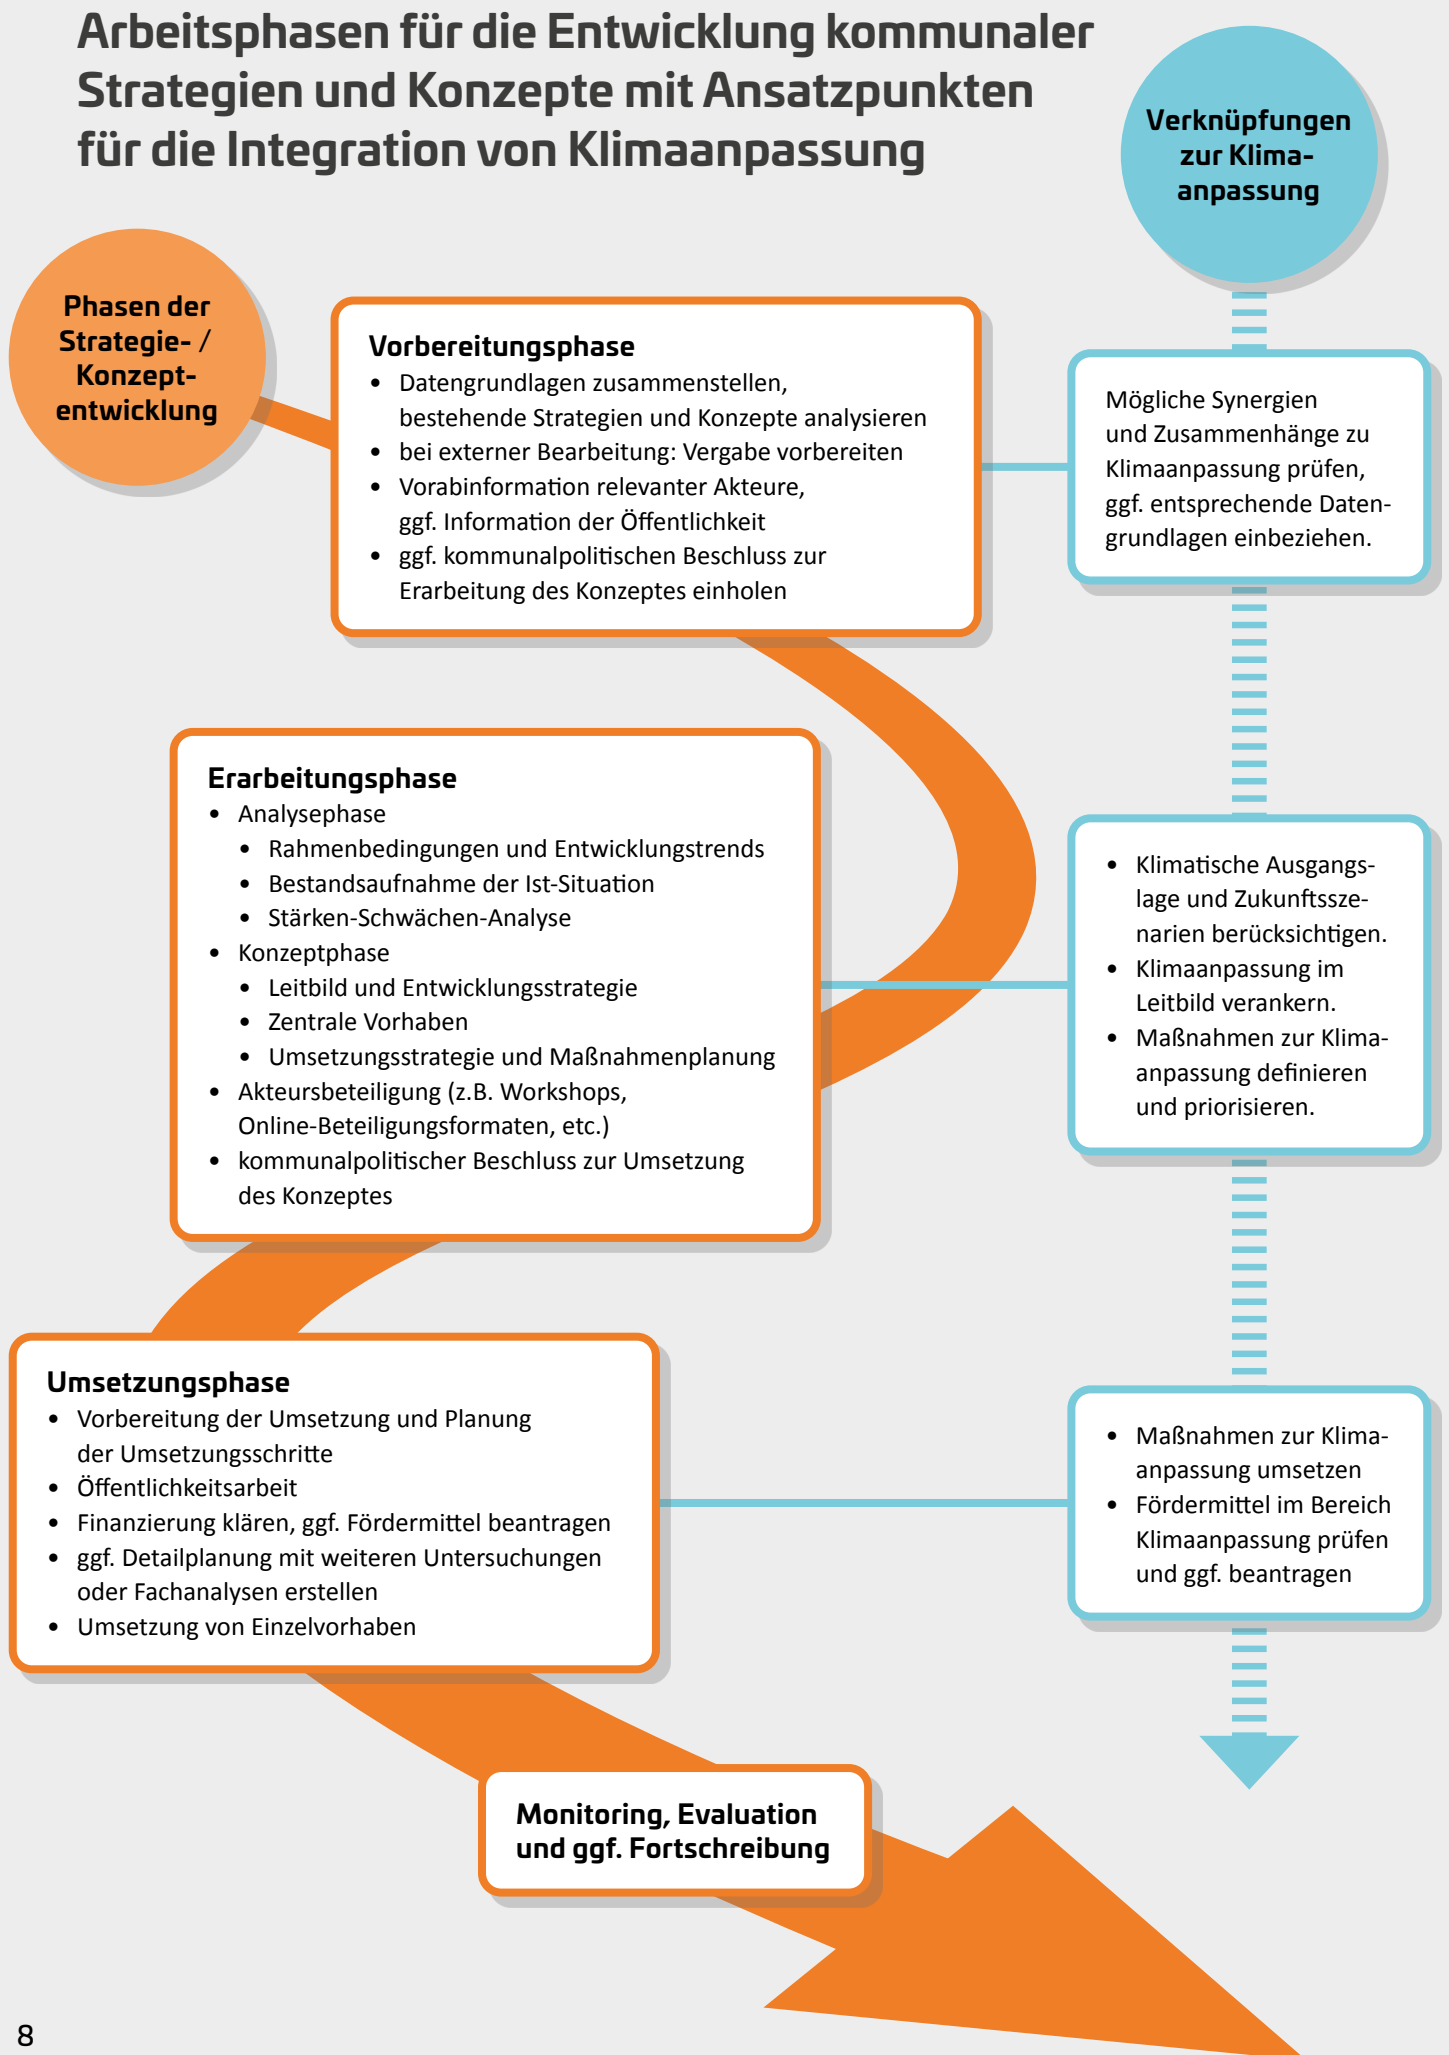 Arbeitsphasen für die Entwicklung kommunaler
Strategien und Konzepte mit Ansatzpunkten
für die Integration von Klimaanpassung
Verknüpfungen
zur Klima-
anpassung
Phasen der
Strategie- /
Konzept-
entwicklung
Vorbereitungsphase
• Datengrundlagen zusammenstellen,
bestehende Strategien und Konzepte analysieren
• bei externer Bearbeitung: Vergabe vorbereiten
• Vorabinformation relevanter Akteure,
ggf. Information der Öffentlichkeit
• ggf. kommunalpolitischen Beschluss zur
Erarbeitung des Konzeptes einholen
Mögliche Synergien
und Zusammenhänge zu
Klimaanpassung prüfen,
ggf. entsprechende Daten-
grundlagen einbeziehen.
Erarbeitungsphase
• Analysephase
• Rahmenbedingungen und Entwicklungstrends
• Bestandsaufnahme der Ist-Situation
• Stärken-Schwächen-Analyse
• Konzeptphase
• Leitbild und Entwicklungsstrategie
• Zentrale Vorhaben
• Umsetzungsstrategie und Maßnahmenplanung
• Akteursbeteiligung (z.B. Workshops,
Online-Beteiligungsformaten, etc.)
• kommunalpolitischer Beschluss zur Umsetzung
des Konzeptes
• Klimatische Ausgangs-
lage und Zukunftssze-
narien berücksichtigen.
• Klimaanpassung im
Leitbild verankern.
• Maßnahmen zur Klima-
anpassung definieren
und priorisieren.
Umsetzungsphase
• Vorbereitung der Umsetzung und Planung
der Umsetzungsschritte
• Öffentlichkeitsarbeit
• Finanzierung klären, ggf. Fördermittel beantragen
• ggf. Detailplanung mit weiteren Untersuchungen
oder Fachanalysen erstellen
• Umsetzung von Einzelvorhaben
• Maßnahmen zur Klima-
anpassung umsetzen
• Fördermittel im Bereich
Klimaanpassung prüfen
und ggf. beantragen
Monitoring, Evaluation
und ggf. Fortschreibung
8